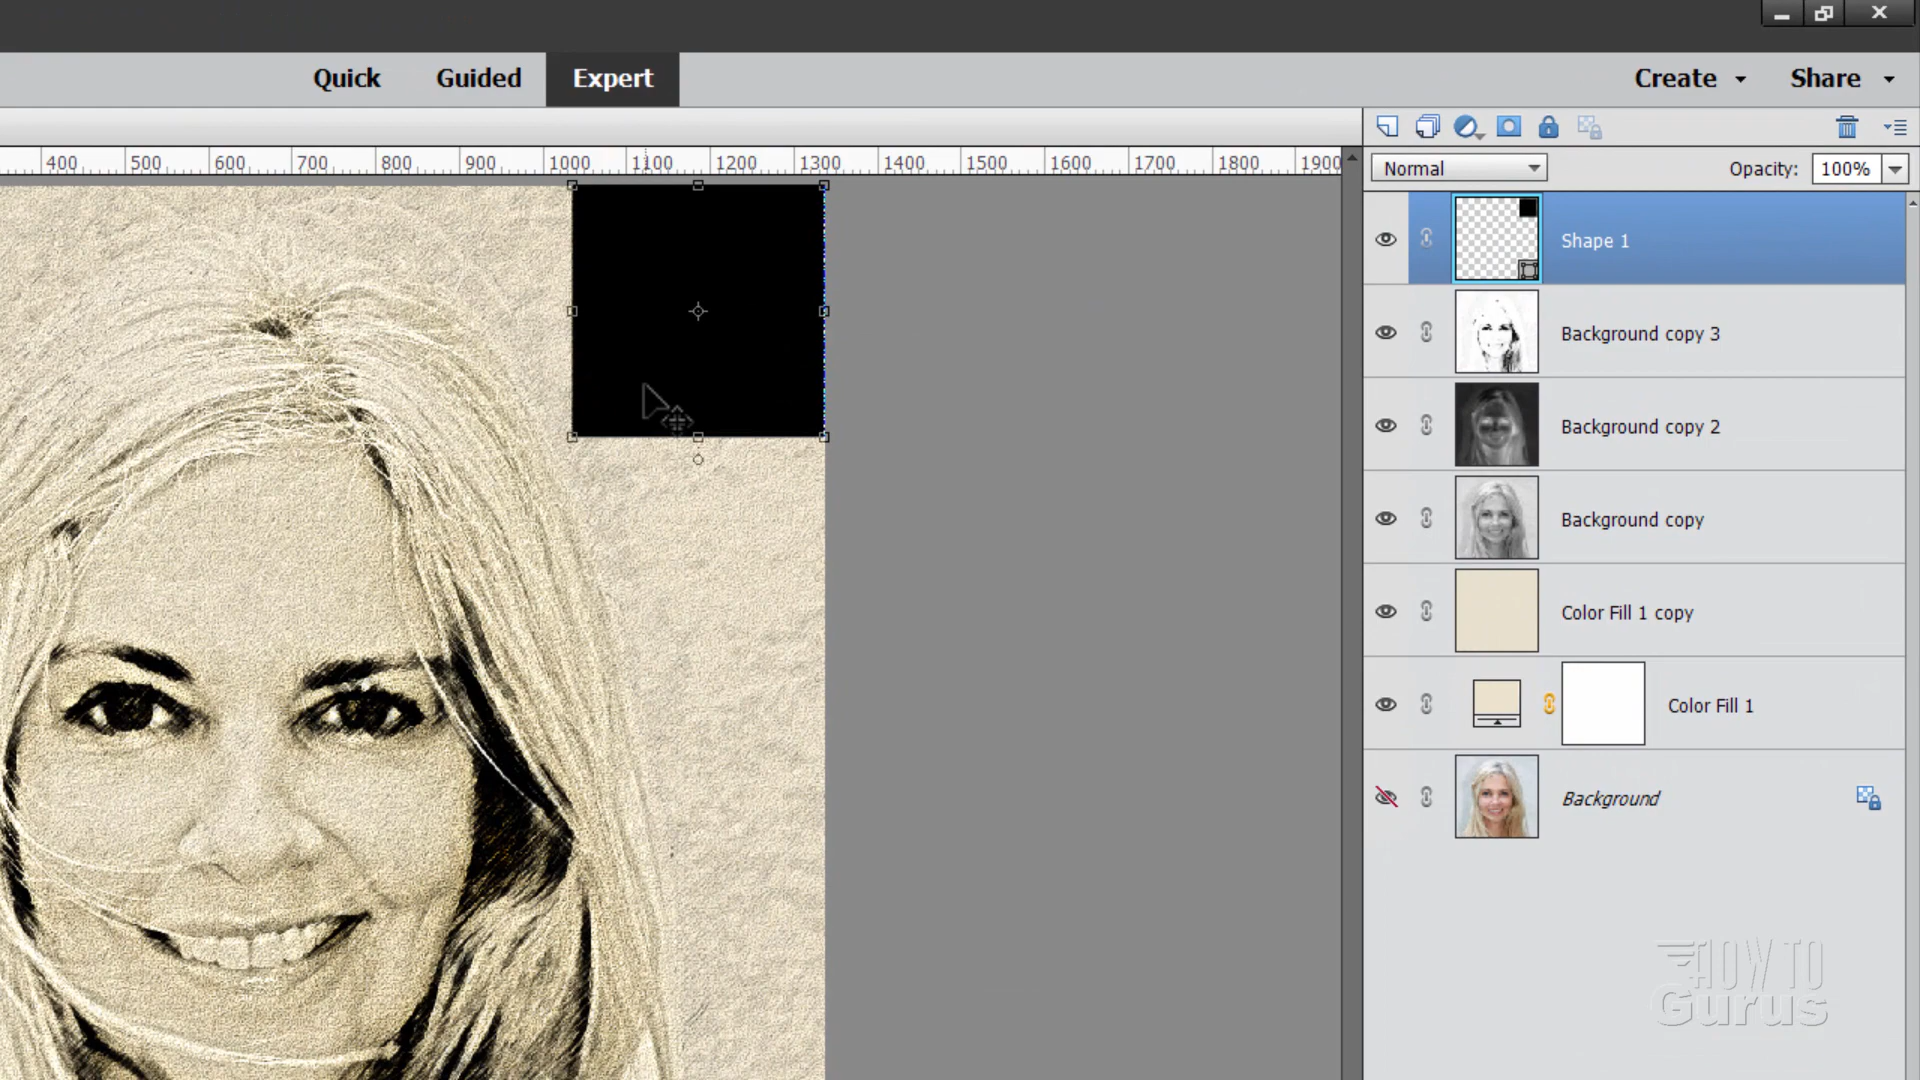 Quick Guided Expert Create Share
400 500 600 700 800 900 1000 1100 1200 1300 1400 1500 1600 1700 1800 1900
Normal Opacity: 100%
Shape 1
Background copy 3
Background copy 2
Background copy
Color Fill 1 copy
Color Fill 1
Background
HOW TO
Gurus